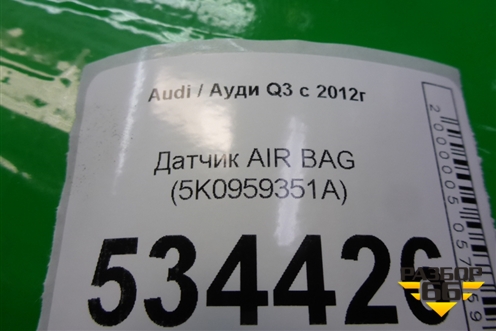 Audi / Ауди Q3 с 2012г
Датчик AIR BAG
(5K0959351A)
534426
РАЗБОР
66